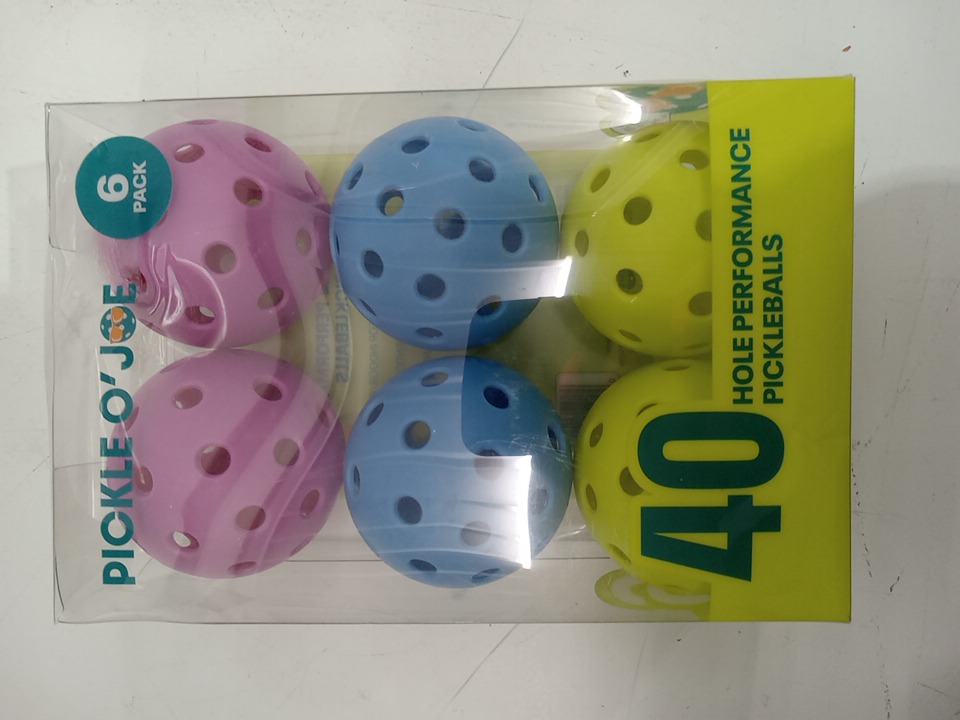 6
PACK
PICKLE O' JOE
40
HOLE PERFORMANCE
PICKLEBALLS